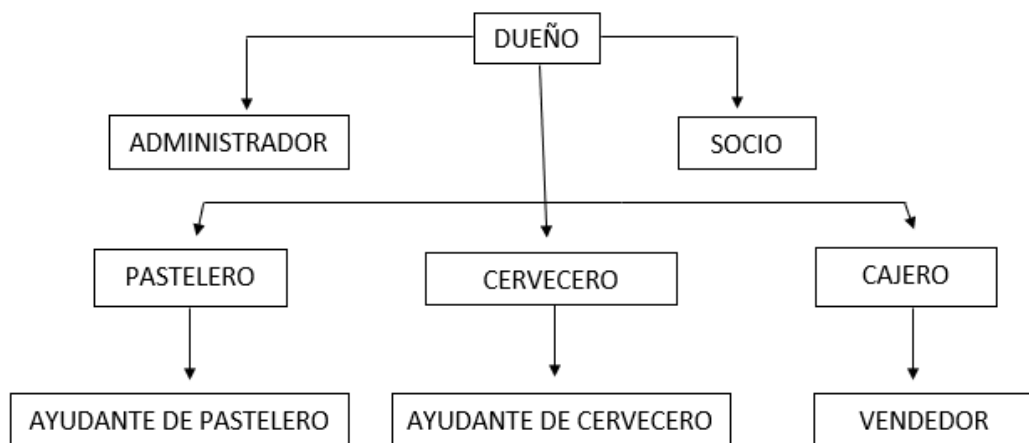 DUEÑO
ADMINISTRADOR
SOCIO
PASTELERO
CERVECERO
CAJERO
AYUDANTE DE PASTELERO
AYUDANTE DE CERVECERO
VENDEDOR